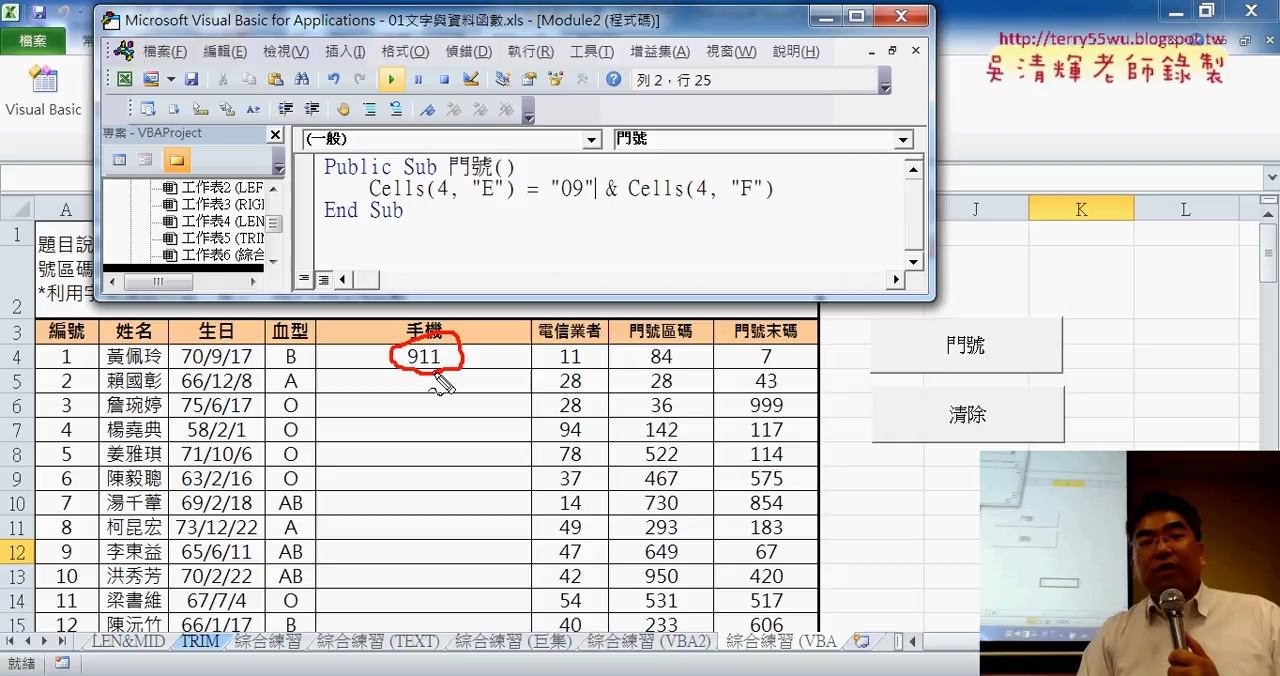 Microsoft Visual Basic for Applications - 01文字與資料函數.xls - [Module2 (程式碼)]
檔案(F) 編輯(E) 檢視(V) 插入(I) 格式(O) 偵錯(D) 執行(R) 工具(T) 增益集(A) 視窗(W) 說明(H)
列 2，行 25
http://terry55wu.blogspot.tw
吳清輝老師錄製
檔案
Visual Basic
專案 - VBAProject
(一般) 門號
工作表2 (LEF
工作表3 (RIG
工作表4 (LEN
工作表5 (TRIM
工作表6 (綜合
Public Sub 門號()
Cells(4, "E") = "09" & Cells(4, "F")
End Sub
A J K L
1 題目說
號區碼
2 *利用字
3 編號 姓名 生日 血型 手機 電信業者 門號區碼 門號末碼
4 1 黃佩玲 70/9/17 B 911 11 84 7
5 2 賴國彰 66/12/8 A 28 28 43
6 3 詹琬婷 75/6/17 O 28 36 999
7 4 楊堯典 58/2/1 O 94 142 117
8 5 姜雅琪 71/10/6 O 78 522 114
9 6 陳毅聰 63/2/16 O 37 467 575
10 7 湯千葦 69/2/18 AB 14 730 854
11 8 柯昆宏 73/12/22 A 49 293 183
12 9 李東益 65/6/11 AB 47 649 67
13 10 洪秀芳 70/2/22 AB 42 950 420
14 11 梁書維 67/7/4 O 54 531 517
15 12 陳沅竹 66/1/17 B 40 233 606
門號
清除
LEN&MID TRIM 綜合練習 綜合練習 (TEXT) 綜合練習 (巨集) 綜合練習 (VBA2) 綜合練習 (VBA
就緒